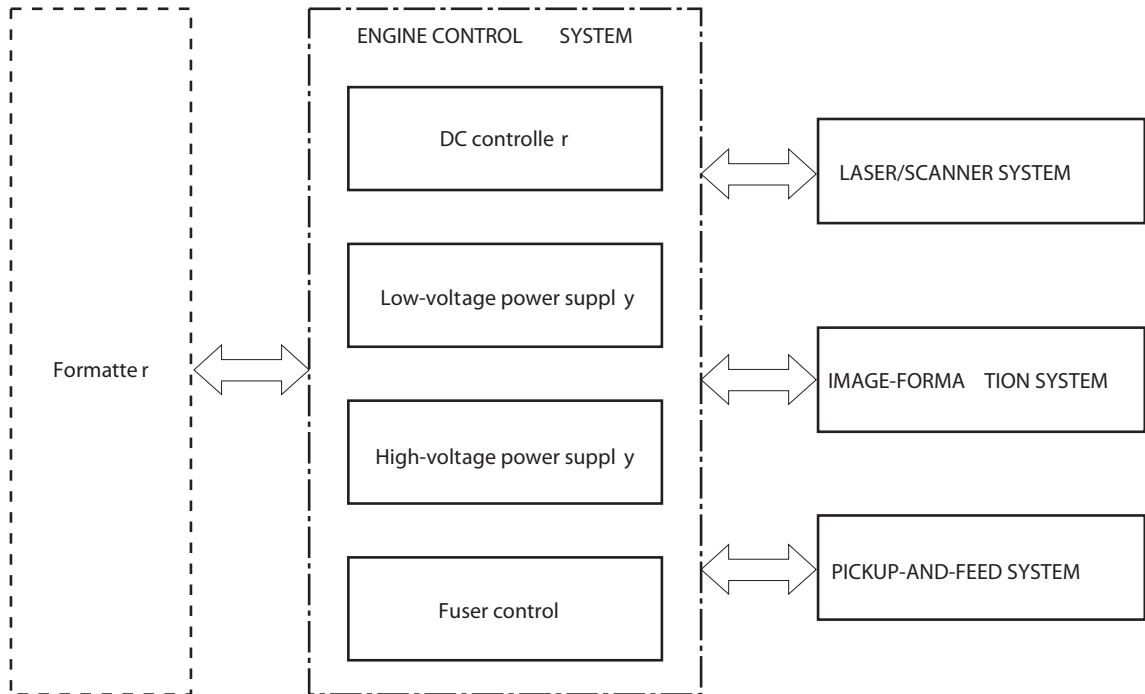 ENGINE CONTROL SYSTEM
DC controller
LASER/SCANNER SYSTEM
Low-voltage power supply
Formatter
IMAGE-FORMATION SYSTEM
High-voltage power supply
PICKUP-AND-FEED SYSTEM
Fuser control